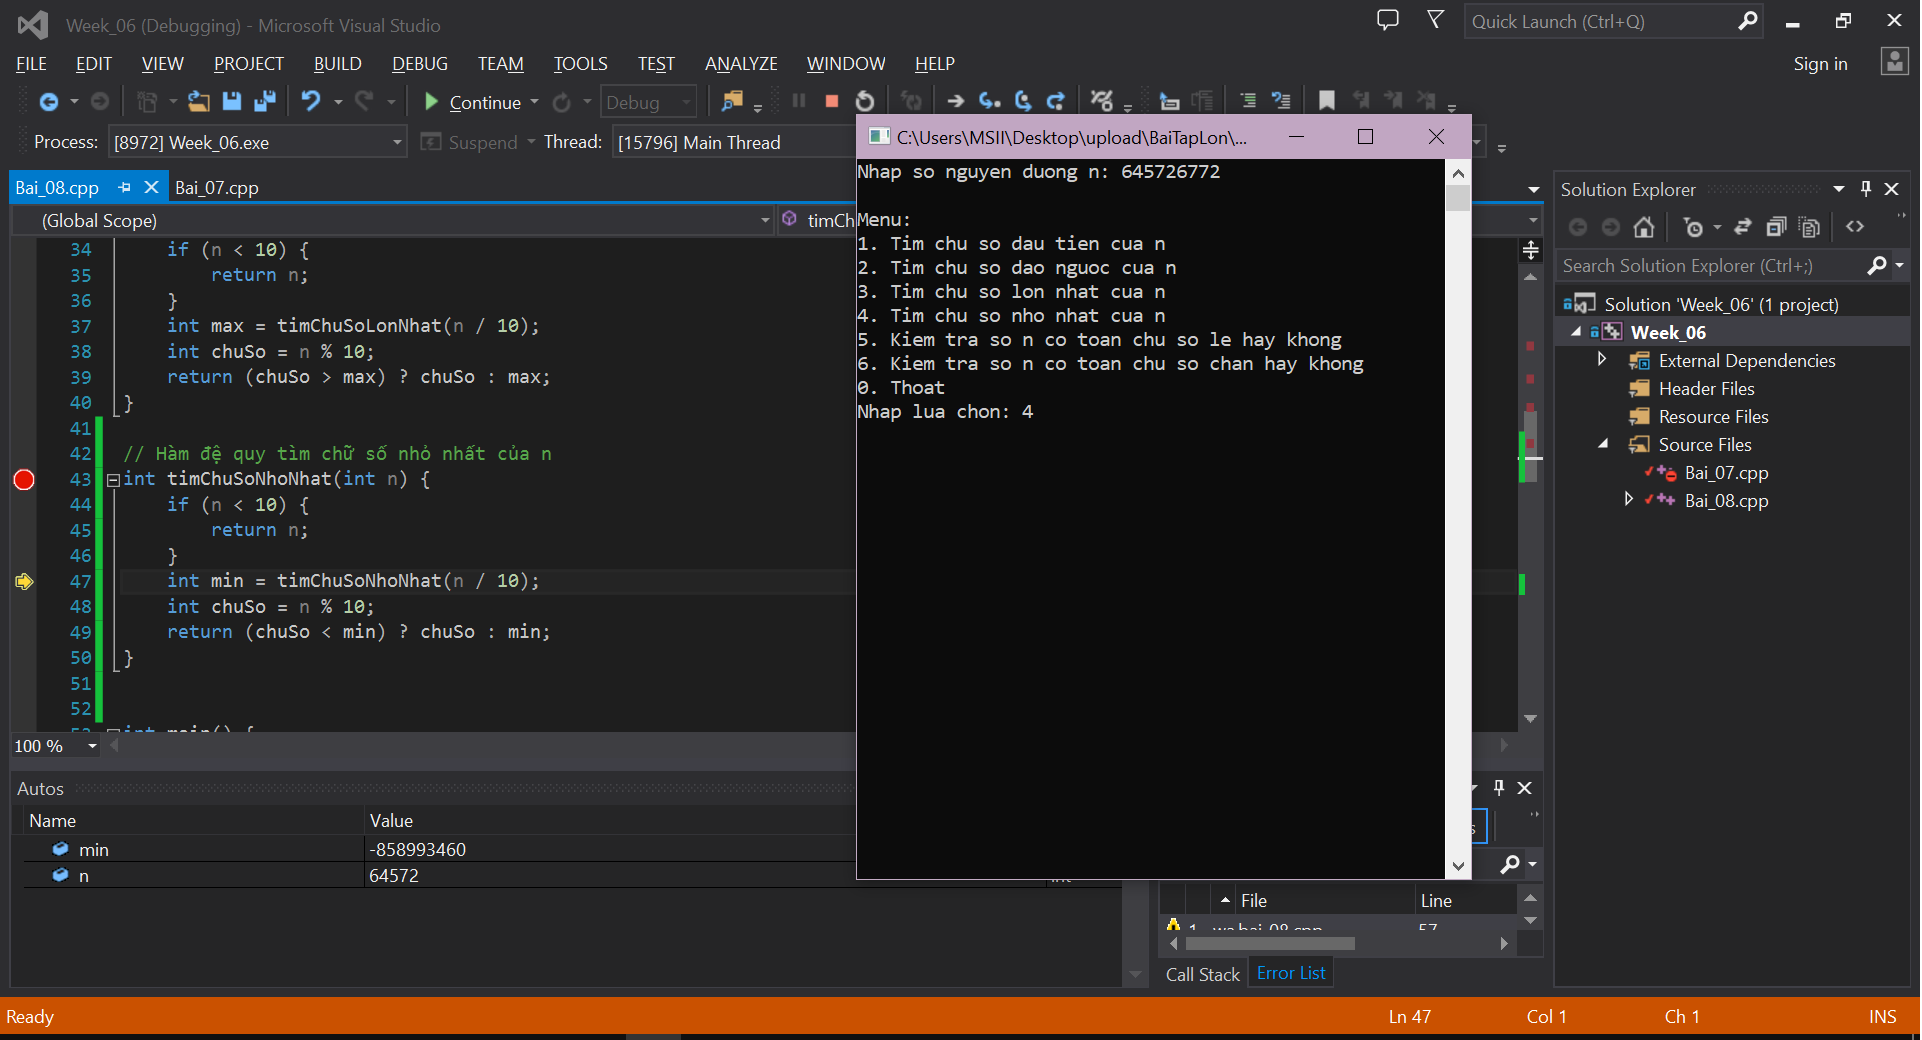 Week_06 (Debugging) - Microsoft Visual Studio
Quick Launch (Ctrl+Q)
FILE EDIT VIEW PROJECT BUILD DEBUG TEAM TOOLS TEST ANALYZE WINDOW HELP
Sign in
Continue
Debug
Process: [8972] Week_06.exe
Suspend
Thread: [15796] Main Thread
Bai_08.cpp
Bai_07.cpp
(Global Scope)
timCh
34 if (n < 10) {
35 return n;
36 }
37 int max = timChuSoLonNhat(n / 10);
38 int chuSo = n % 10;
39 return (chuSo > max) ? chuSo : max;
40 }
41
42 // Hàm đệ quy tìm chữ số nhỏ nhất của n
43 int timChuSoNhoNhat(int n) {
44 if (n < 10) {
45 return n;
46 }
47 int min = timChuSoNhoNhat(n / 10);
48 int chuSo = n % 10;
49 return (chuSo < min) ? chuSo : min;
50 }
51
52
53 int main() {
100 %
C:\Users\MSII\Desktop\upload\BaiTapLon\...
Nhap so nguyen duong n: 645726772
Menu:
1. Tim chu so dau tien cua n
2. Tim chu so dao nguoc cua n
3. Tim chu so lon nhat cua n
4. Tim chu so nho nhat cua n
5. Kiem tra so n co toan chu so le hay khong
6. Kiem tra so n co toan chu so chan hay khong
0. Thoat
Nhap lua chon: 4
Solution Explorer
Search Solution Explorer (Ctrl+;)
Solution 'Week_06' (1 project)
Week_06
External Dependencies
Header Files
Resource Files
Source Files
Bai_07.cpp
Bai_08.cpp
Autos
Name Value
min -858993460
n 64572 int
File Line
1 bai_08.cpp 57
Call Stack
Error List
Ready
Ln 47 Col 1 Ch 1 INS